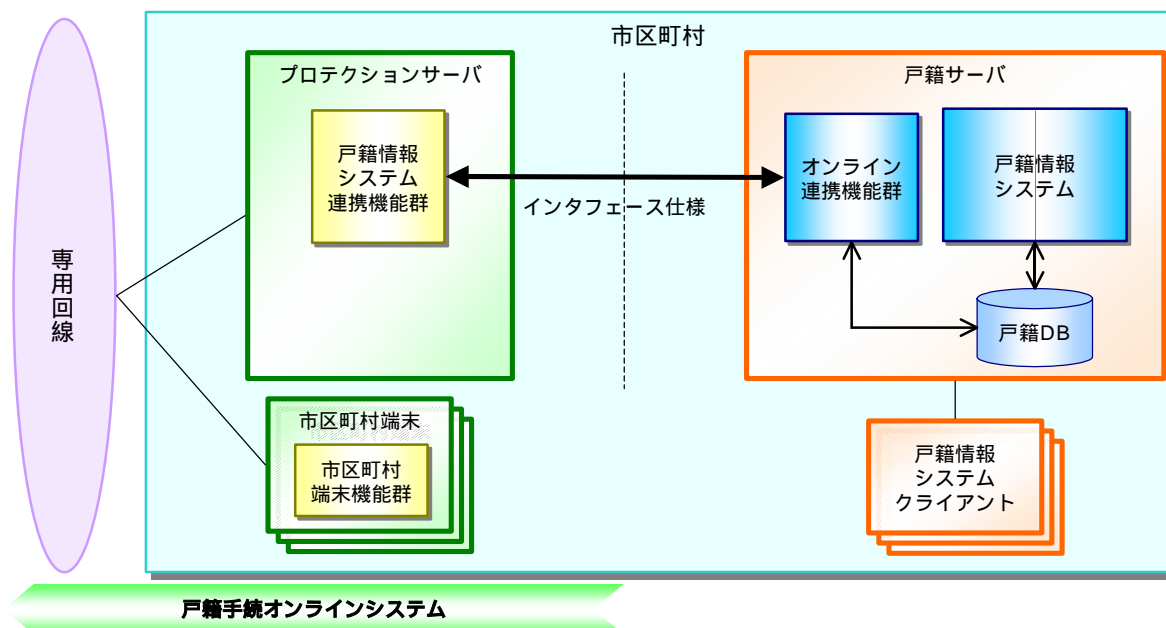 市区町村
プロテクションサーバ
戸籍サーバ
戸籍情報
システム
連携機能群
オンライン
連携機能群
戸籍情報
システム
インタフェース仕様
専用回線
戸籍DB
市区町村端末
市区町村
端末機能群
戸籍情報
システム
クライアント
戸籍手続オンラインシステム